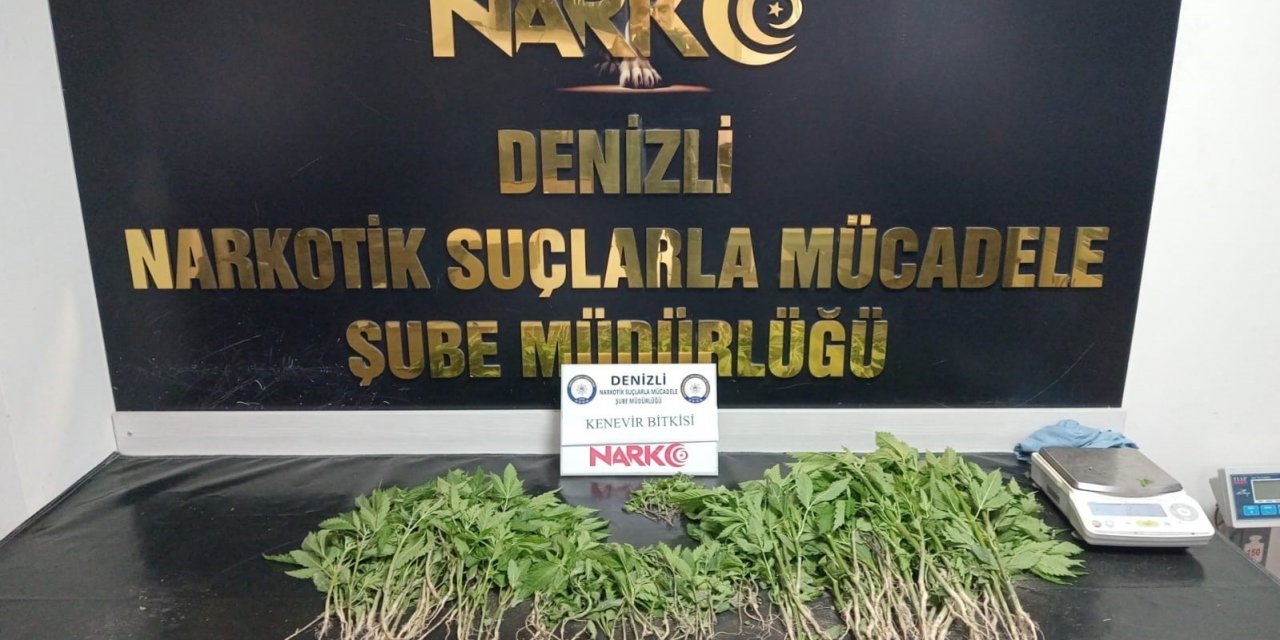 NARKO
DENİZLİ
NARKOTİK SUÇLARLA MÜCADELE
ŞUBE MÜDÜRLÜĞÜ
DENİZLİ
NARKOTİK SUÇLARLA MÜCADELE
ŞUBE MÜDÜRLÜĞÜ
KENEVİR BİTKİSİ
NARKO
150